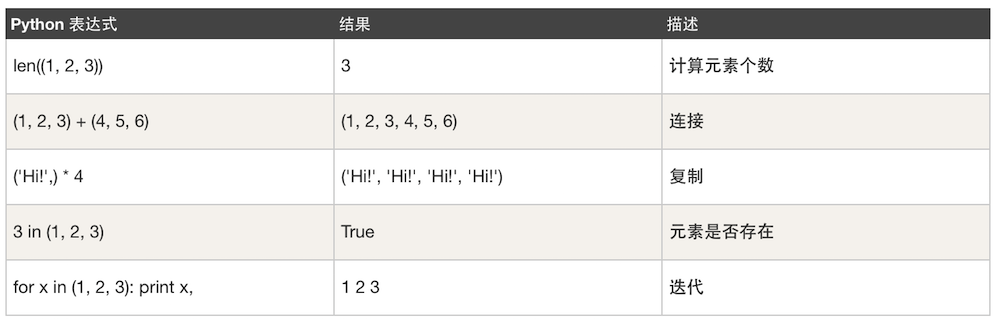 Python 表达式 结果 描述
len((1, 2, 3)) 3 计算元素个数
(1, 2, 3) + (4, 5, 6) (1, 2, 3, 4, 5, 6) 连接
('Hi!',) * 4 ('Hi!', 'Hi!', 'Hi!', 'Hi!') 复制
3 in (1, 2, 3) True 元素是否存在
for x in (1, 2, 3): print x, 1 2 3 迭代